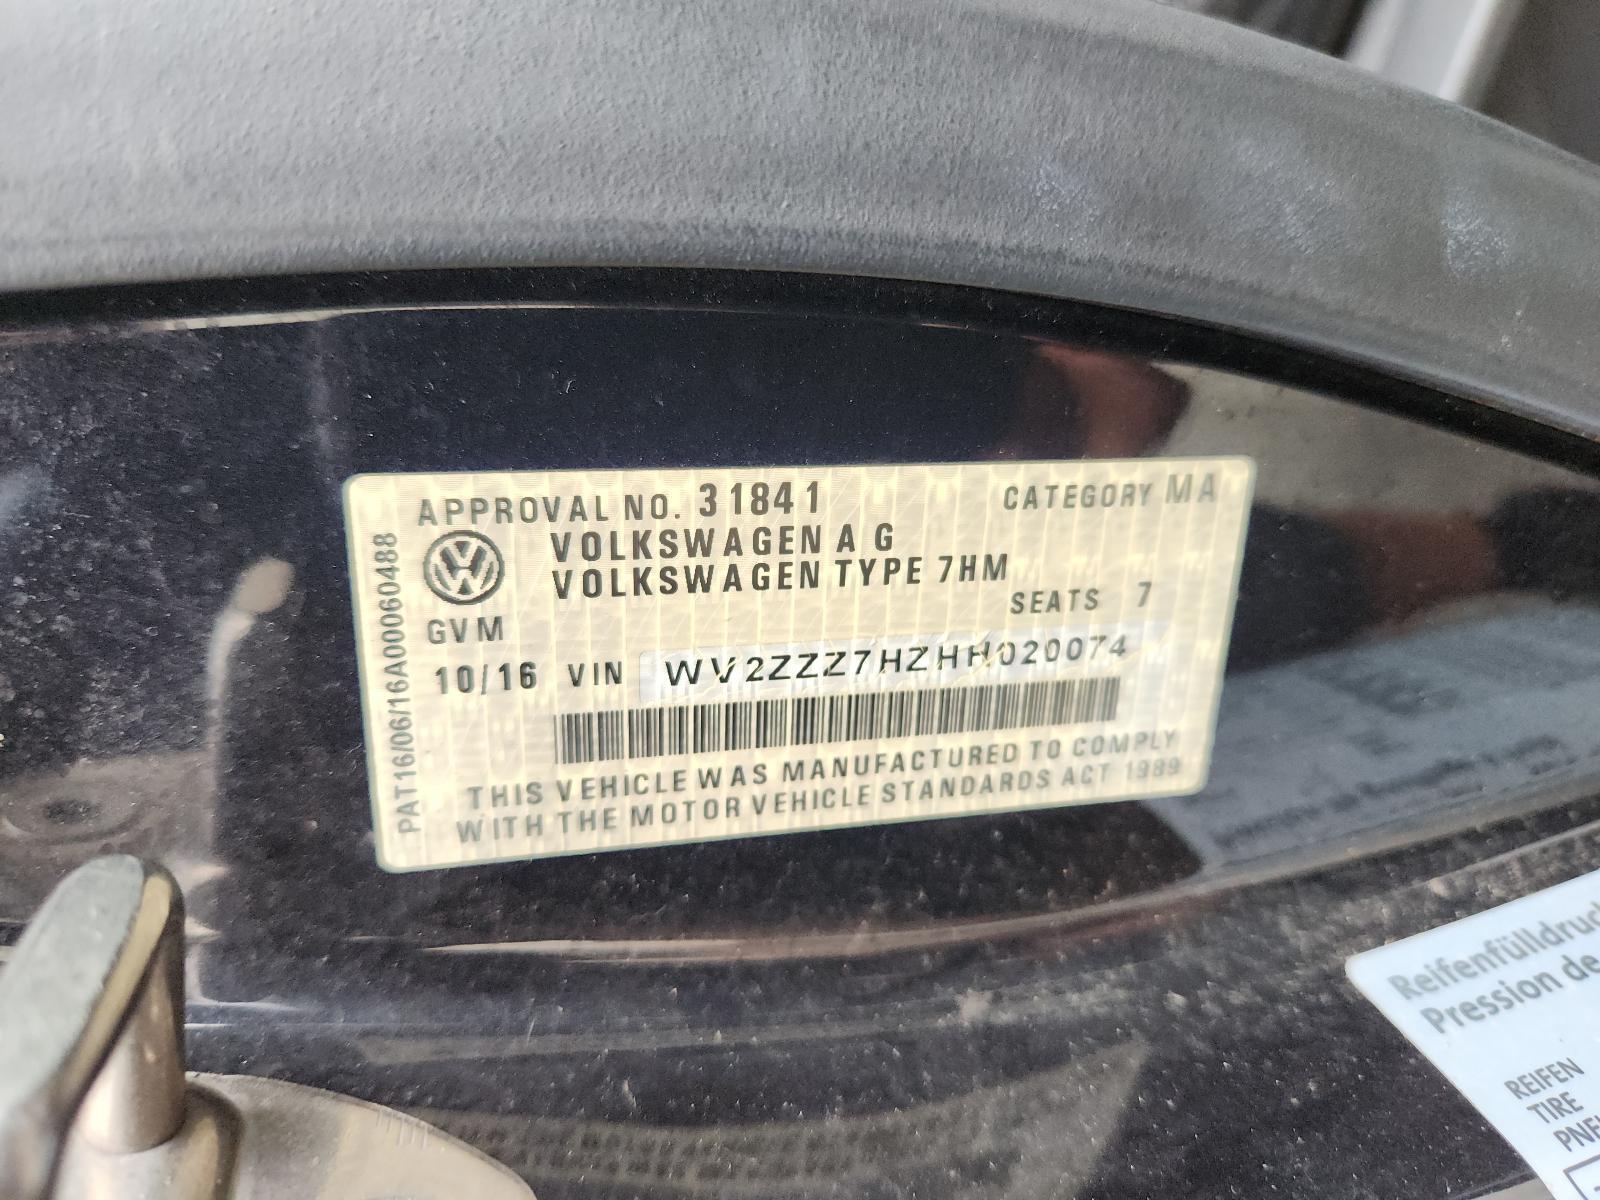 APPROVAL NO. 31841 CATEGORY MA
VOLKSWAGEN A G
VOLKSWAGEN TYPE 7HM
SEATS 7
GVM
10/16 VIN WV2ZZZ7HZHH020074
THIS VEHICLE WAS MANUFACTURED TO COMPLY
WITH THE MOTOR VEHICLE STANDARDS ACT 1989
PAT16/06/16A00060488
Reifenfülldruc
Pression de
REIFEN
TIRE
PNE